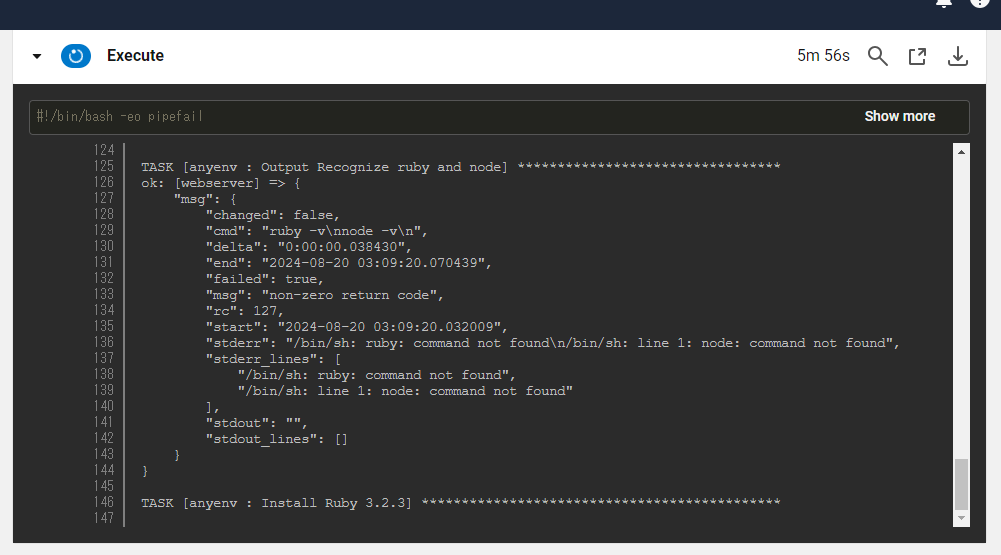 Execute
5m 56s
#!/bin/bash -eo pipefail
Show more
124
125 TASK [anyenv : Output Recognize ruby and node] *********************************
126 ok: [webserver] => {
127     "msg": {
128         "changed": false,
129         "cmd": "ruby -v\nnode -v\n",
130         "delta": "0:00:00.038430",
131         "end": "2024-08-20 03:09:20.070439",
132         "failed": true,
133         "msg": "non-zero return code",
134         "rc": 127,
135         "start": "2024-08-20 03:09:20.032009",
136         "stderr": "/bin/sh: ruby: command not found\n/bin/sh: line 1: node: command not found",
137         "stderr_lines": [
138             "/bin/sh: ruby: command not found",
139             "/bin/sh: line 1: node: command not found"
140         ],
141         "stdout": "",
142         "stdout_lines": []
143     }
144 }
145
146 TASK [anyenv : Install Ruby 3.2.3] *********************************************
147